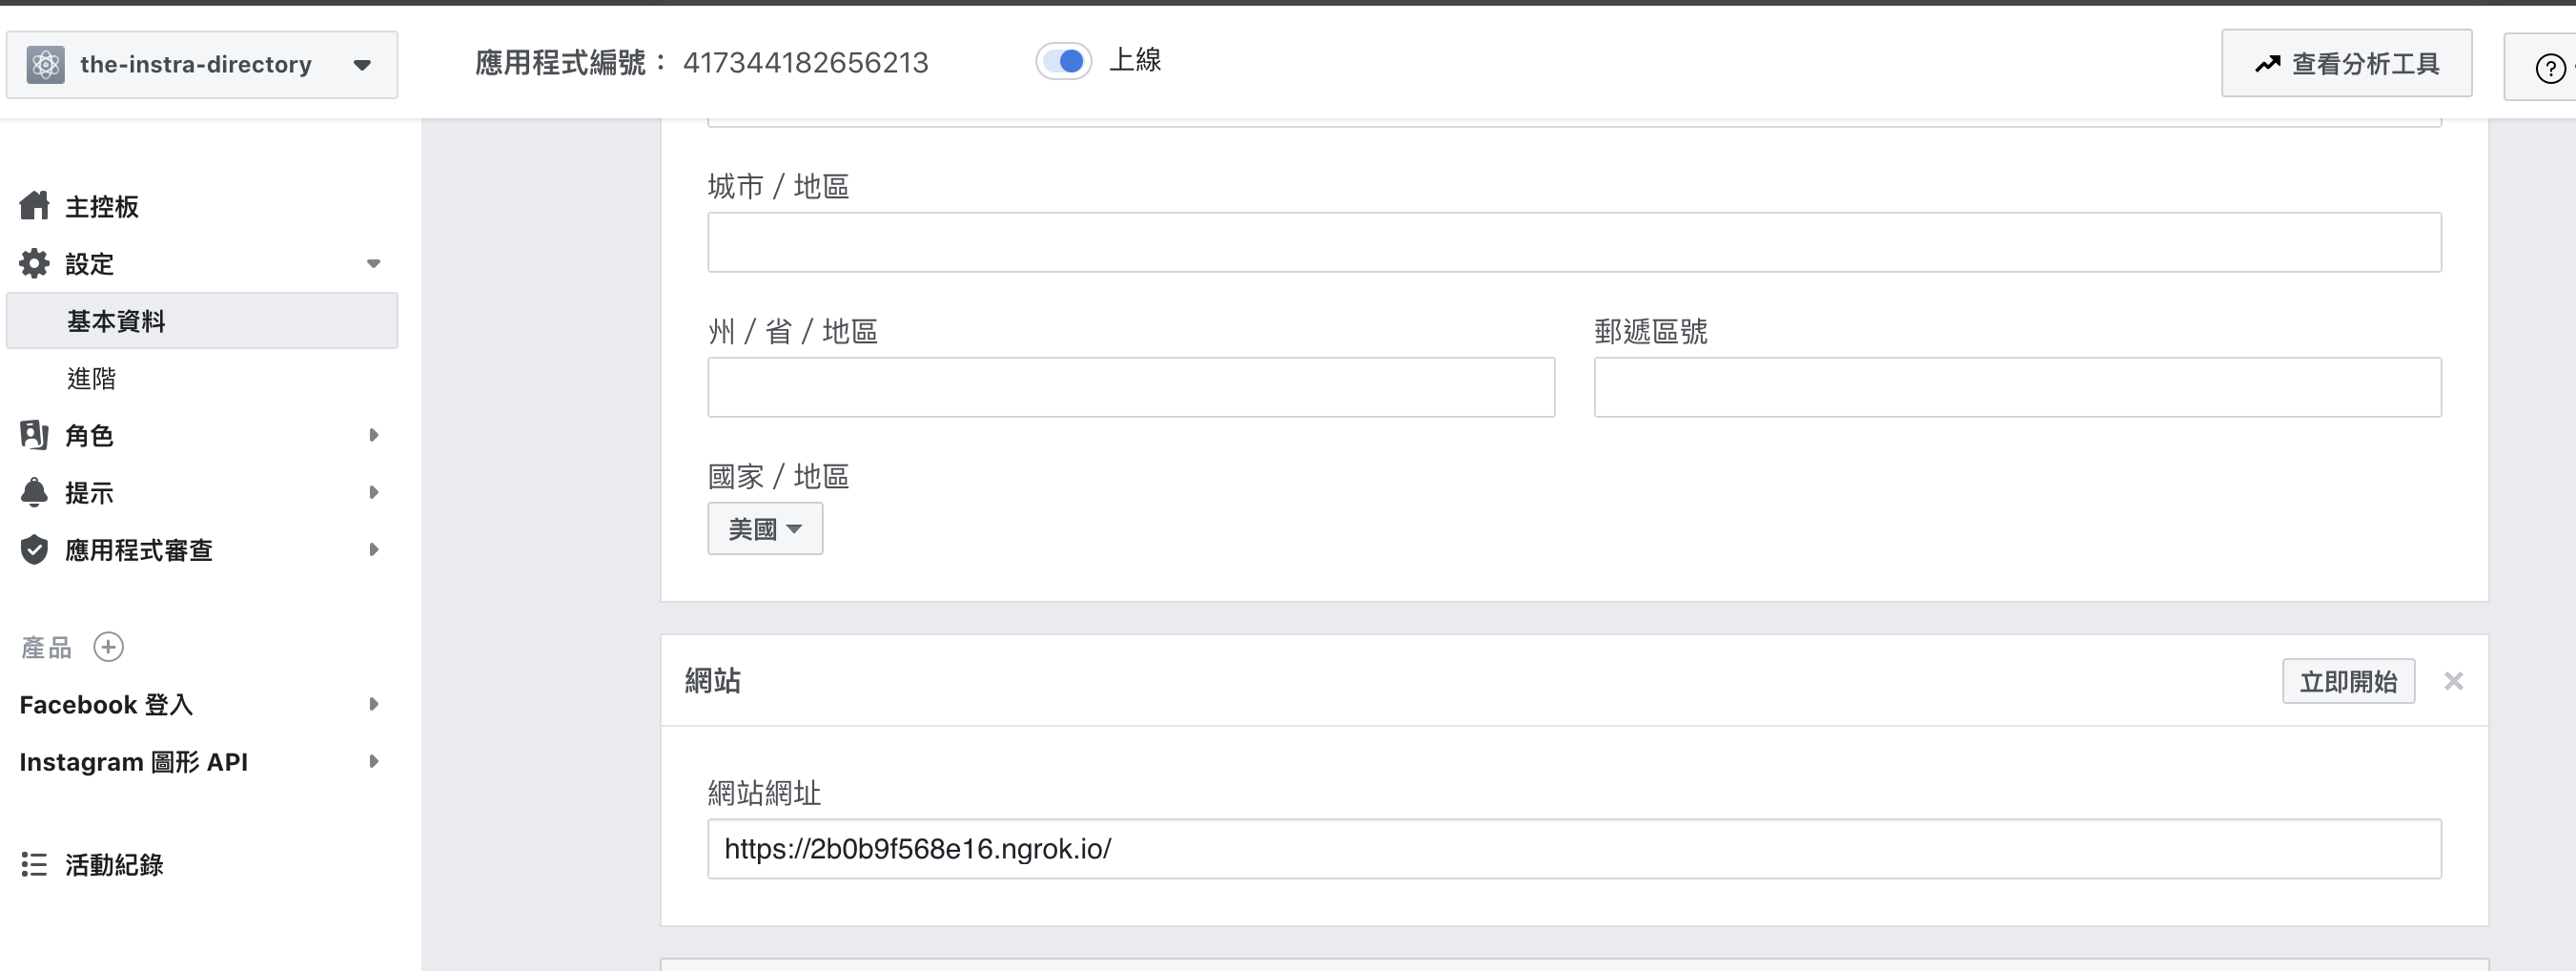 the-instra-directory
應用程式編號： 417344182656213
上線
查看分析工具
主控板
設定
基本資料
進階
角色
提示
應用程式審查
產品
Facebook 登入
Instagram 圖形 API
活動紀錄
城市 / 地區
州 / 省 / 地區
郵遞區號
國家 / 地區
美國
網站
立即開始
網站網址
https://2b0b9f568e16.ngrok.io/